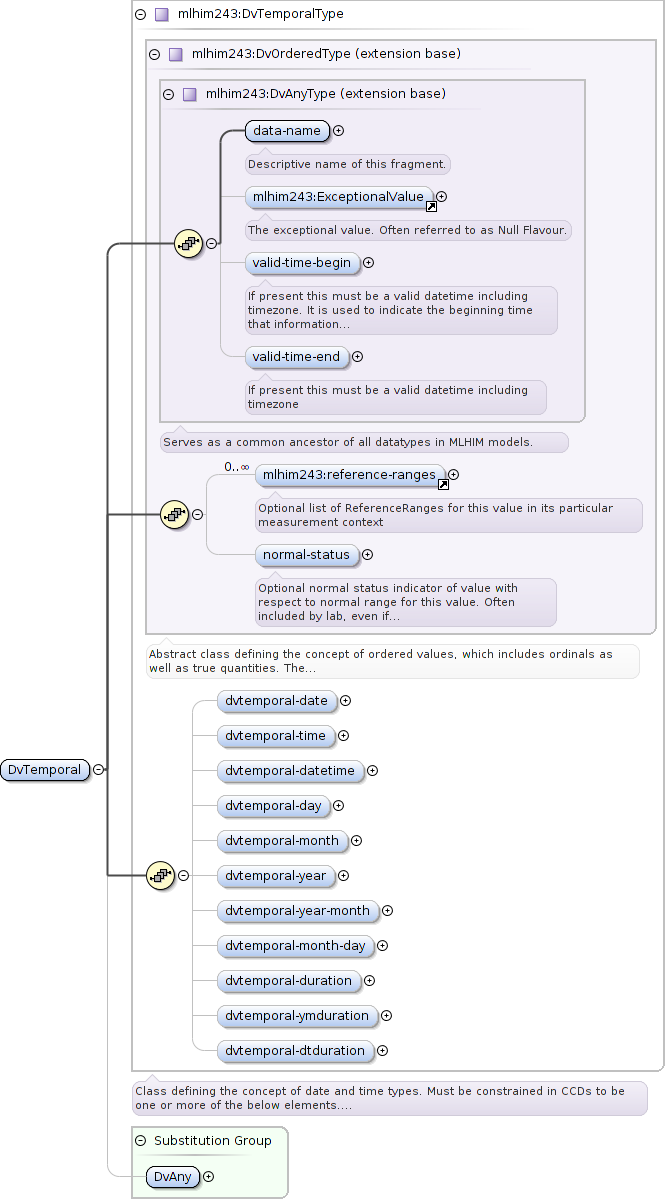 mlhim243:DvTemporalType
mlhim243:DvOrderedType (extension base)
mlhim243:DvAnyType (extension base)
data-name
Descriptive name of this fragment.
mlhim243:ExceptionalValue
The exceptional value. Often referred to as Null Flavour.
valid-time-begin
If present this must be a valid datetime including
timezone. It is used to indicate the beginning time
that information...
valid-time-end
If present this must be a valid datetime including
timezone
Serves as a common ancestor of all datatypes in MLHIM models.
0..∞
mlhim243:reference-ranges
Optional list of ReferenceRanges for this value in its particular
measurement context
normal-status
Optional normal status indicator of value with
respect to normal range for this value. Often
included by lab, even if...
Abstract class defining the concept of ordered values, which includes ordinals as
well as true quantities. The...
dvtemporal-date
dvtemporal-time
dvtemporal-datetime
DvTemporal
dvtemporal-day
dvtemporal-month
dvtemporal-year
dvtemporal-year-month
dvtemporal-month-day
dvtemporal-duration
dvtemporal-ymduration
dvtemporal-dtduration
Class defining the concept of date and time types. Must be constrained in CCDs to be
one or more of the below elements....
Substitution Group
DvAny